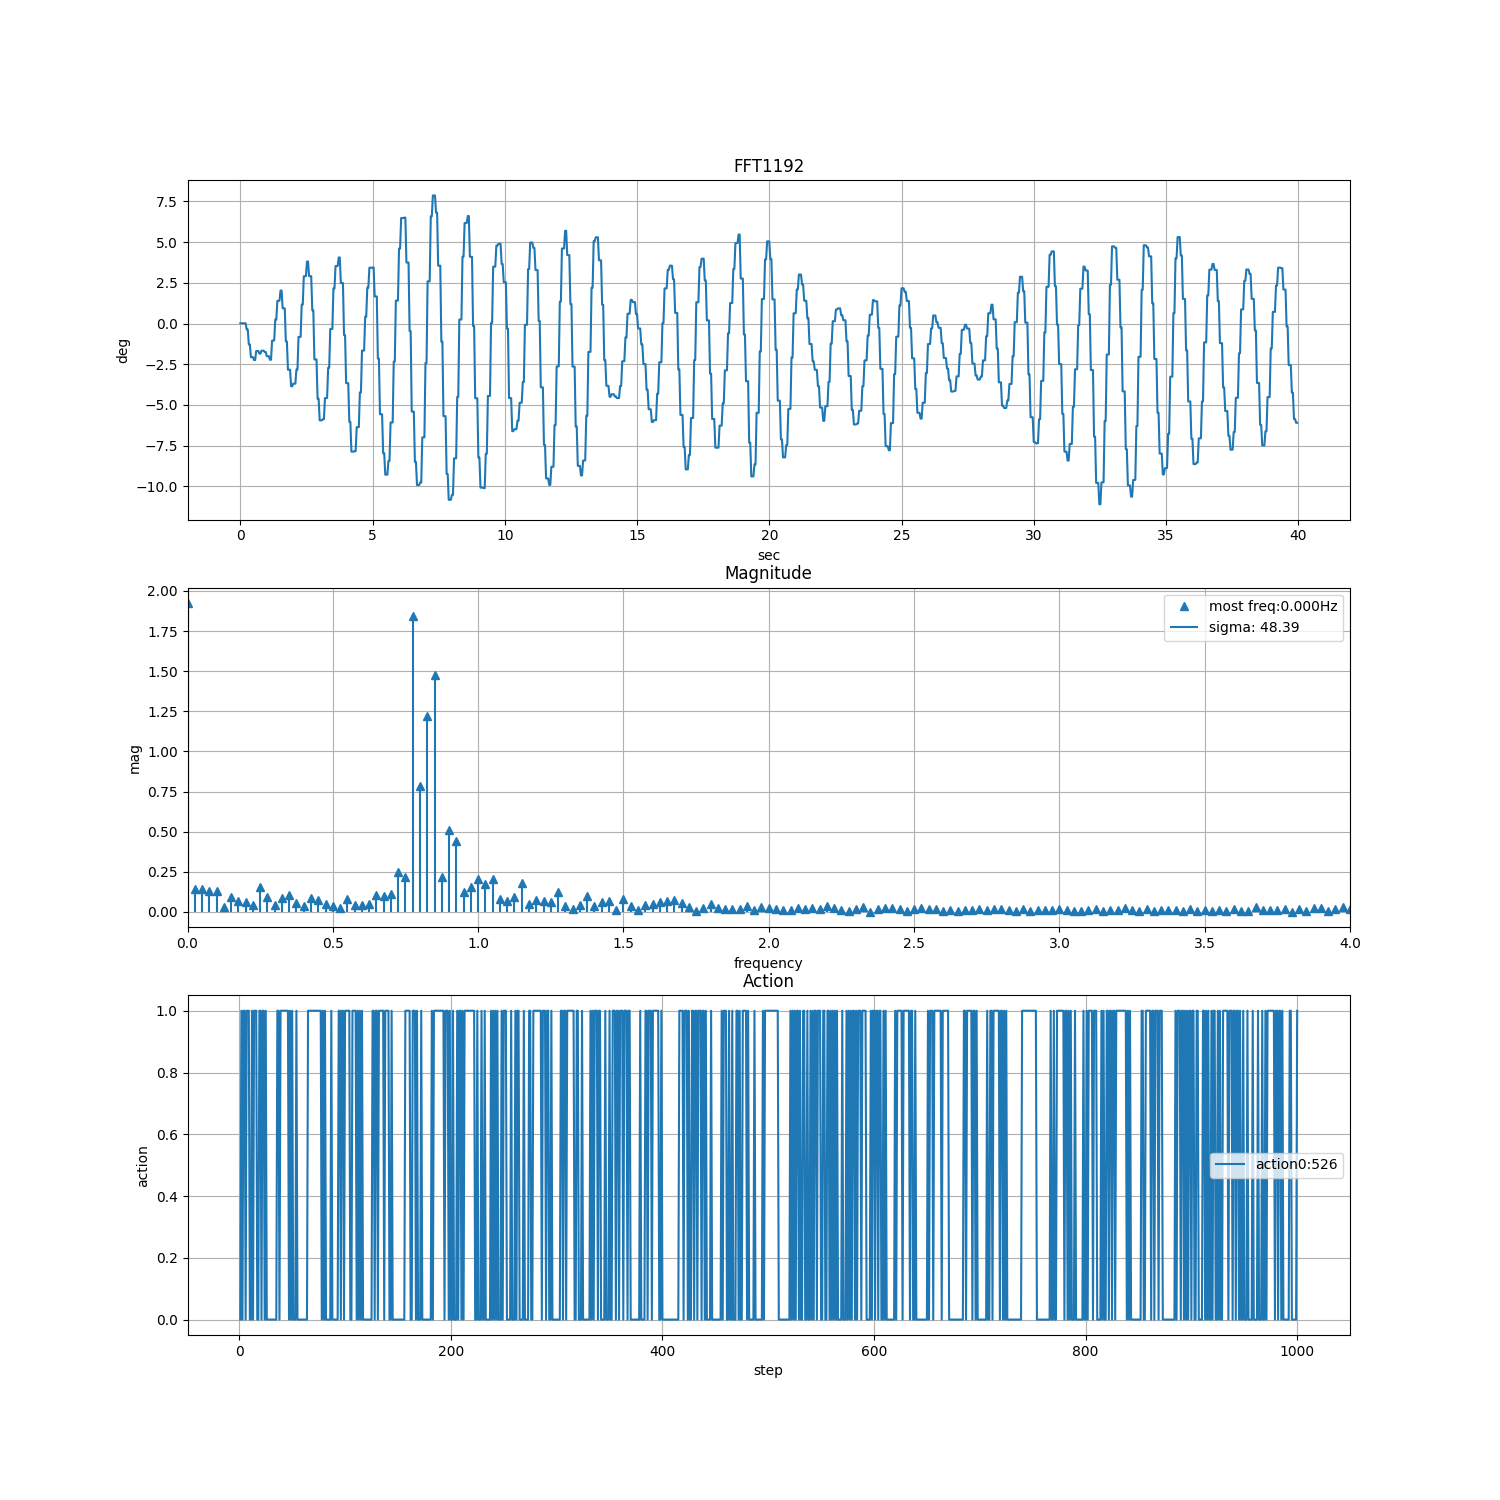 FFT1192
7.5
5.0
2.5
0.0
−2.5
−5.0
−7.5
−10.0
deg
0 5 10 15 20 25 30 35 40
sec
Magnitude
2.00
1.75
1.50
1.25
1.00
0.75
0.50
0.25
0.00
mag
most freq:0.000Hz
sigma: 48.39
0.0 0.5 1.0 1.5 2.0 2.5 3.0 3.5 4.0
frequency
Action
1.0
0.8
0.6
0.4
0.2
0.0
action
action0:526
0 200 400 600 800 1000
step